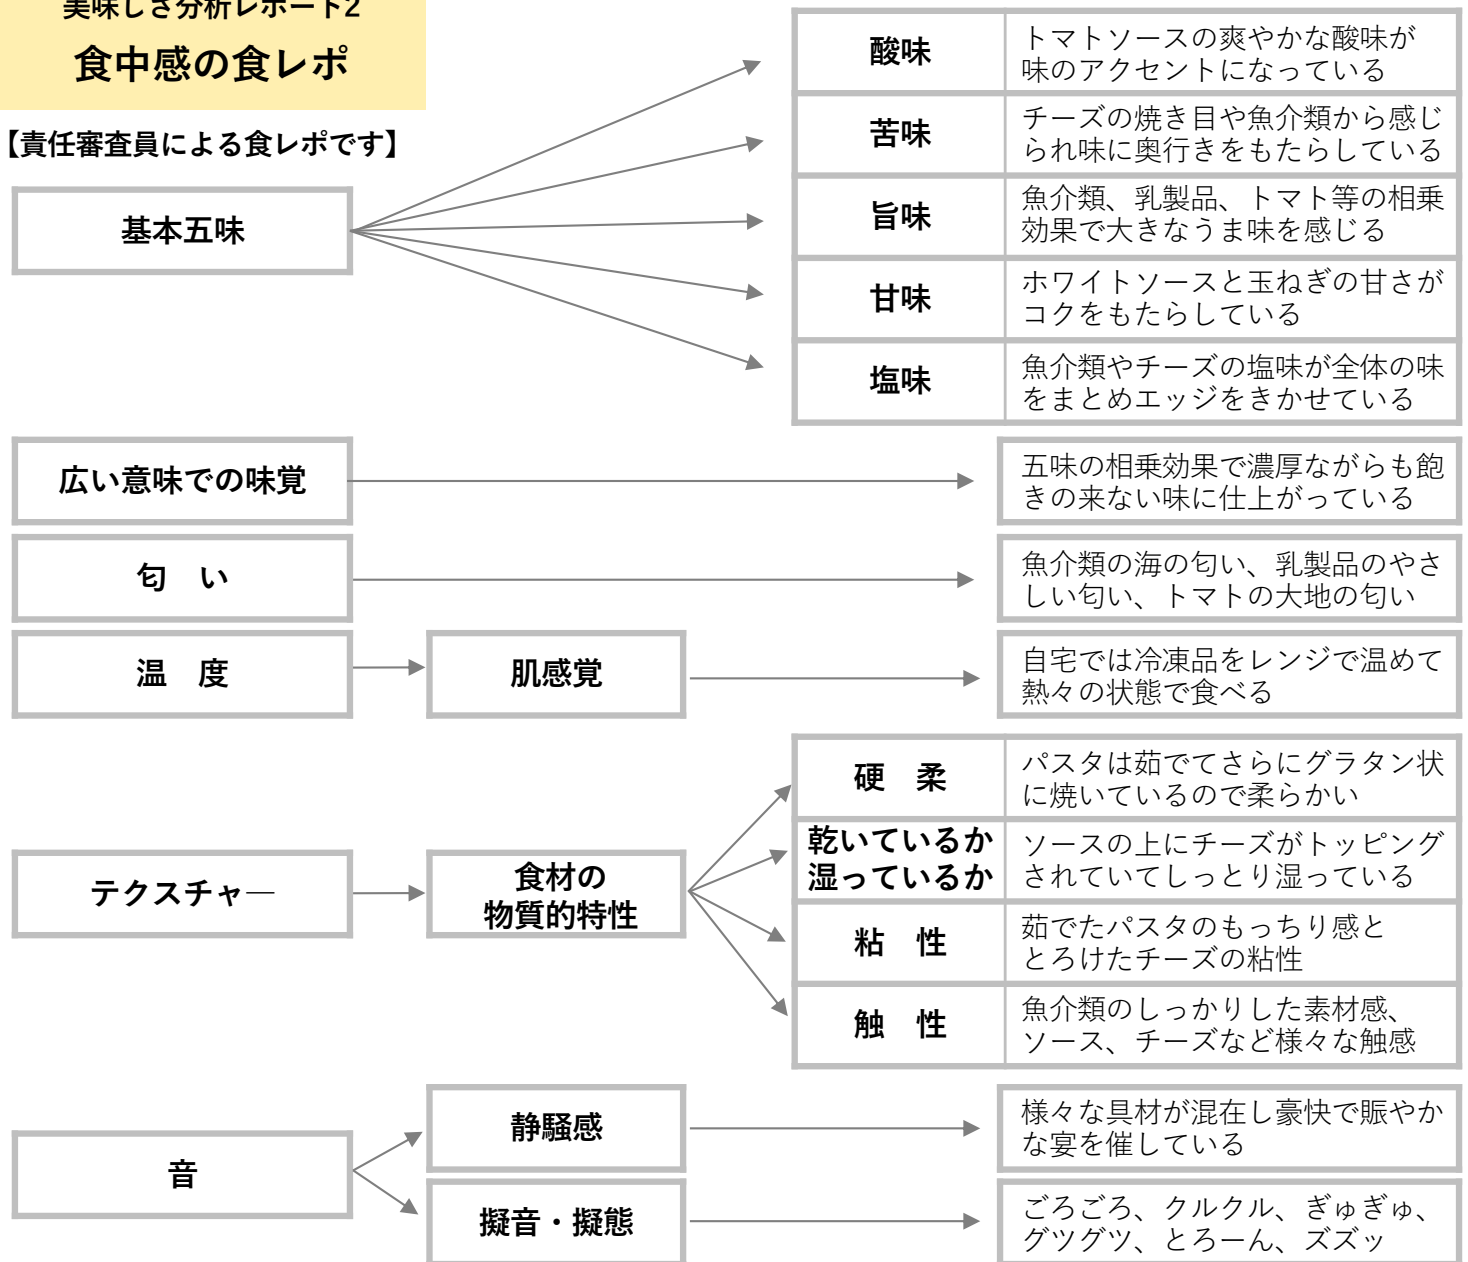 美味しさ分析レポート2
食中感の食レポ
【責任審査員による食レポです】
基本五味
酸味
トマトソースの爽やかな酸味が
味のアクセントになっている
苦味
チーズの焼き目や魚介類から感じ
られ味に奥行きをもたらしている
旨味
魚介類、乳製品、トマト等の相乗
効果で大きなうま味を感じる
甘味
ホワイトソースと玉ねぎの甘さが
コクをもたらしている
塩味
魚介類やチーズの塩味が全体の味
をまとめエッジをきかせている
広い意味での味覚
五味の相乗効果で濃厚ながらも飽
きの来ない味に仕上がっている
匂　い
魚介類の海の匂い、乳製品のやさ
しい匂い、トマトの大地の匂い
温　度
肌感覚
自宅では冷凍品をレンジで温めて
熱々の状態で食べる
テクスチャ―
食材の
物質的特性
硬　柔
パスタは茹でてさらにグラタン状
に焼いているので柔らかい
乾いているか
湿っているか
ソースの上にチーズがトッピング
されていてしっとり湿っている
粘　性
茹でたパスタのもっちり感と
とろけたチーズの粘性
触　性
魚介類のしっかりした素材感、
ソース、チーズなど様々な触感
音
静騒感
様々な具材が混在し豪快で賑やか
な宴を催している
擬音・擬態
ごろごろ、クルクル、ぎゅぎゅ、
グツグツ、とろーん、ズズッ